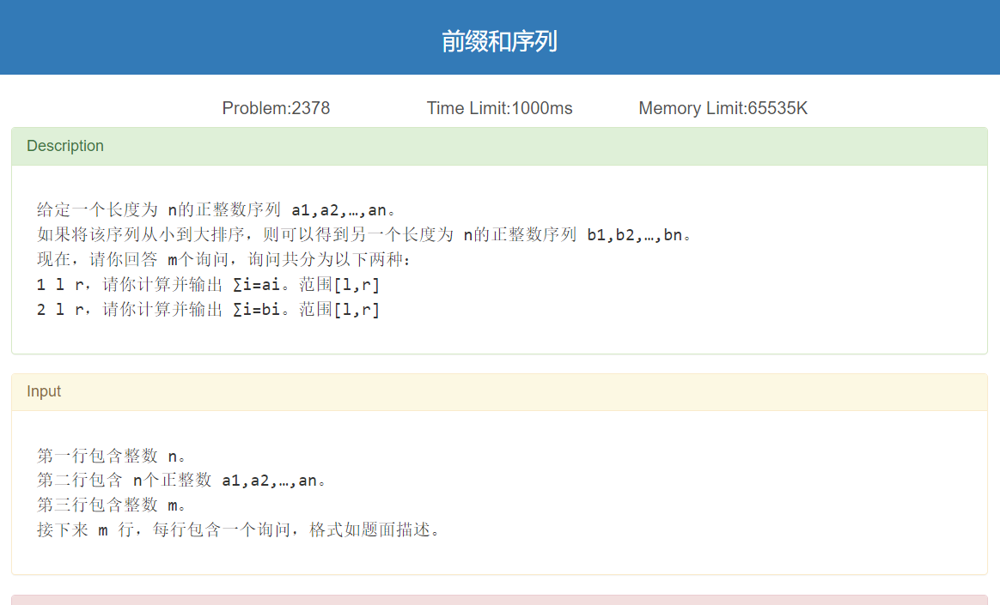 前缀和序列
Problem:2378 Time Limit:1000ms Memory Limit:65535K
Description
给定一个长度为 n的正整数序列 a1,a2,…,an。
如果将该序列从小到大排序，则可以得到另一个长度为 n的正整数序列 b1,b2,…,bn。
现在，请你回答 m个询问，询问共分为以下两种：
1 l r，请你计算并输出 ∑i=ai。范围[l,r]
2 l r，请你计算并输出 ∑i=bi。范围[l,r]
Input
第一行包含整数 n。
第二行包含 n个正整数 a1,a2,…,an。
第三行包含整数 m。
接下来 m 行，每行包含一个询问，格式如题面描述。